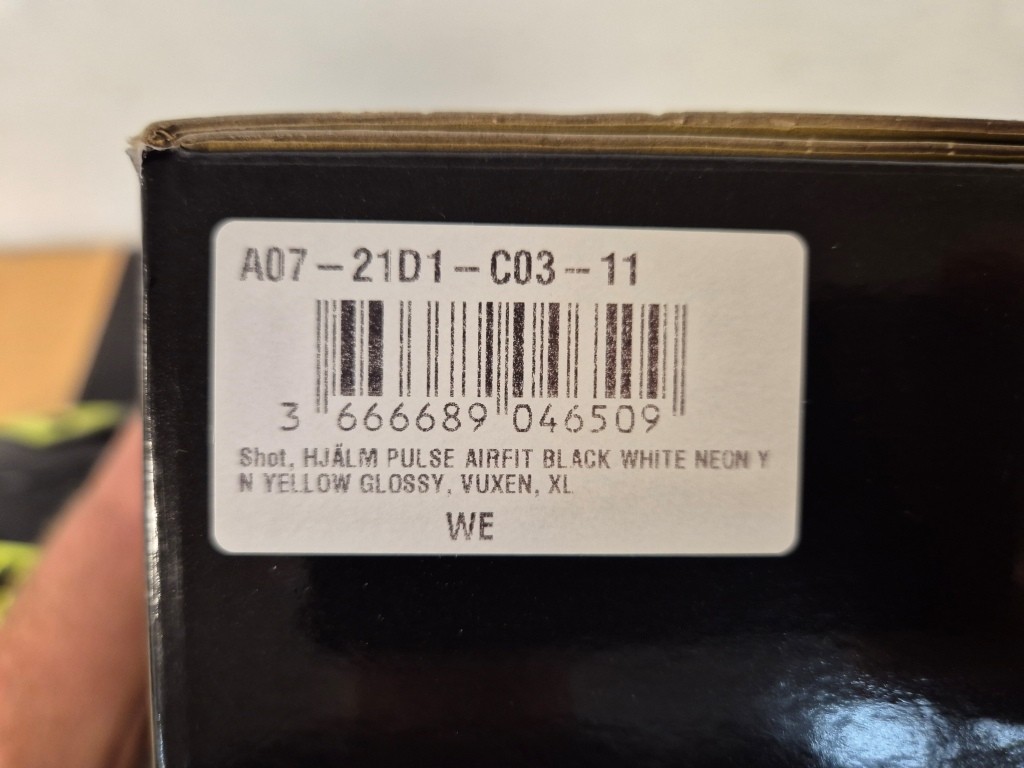 A07-21D1-C03-11
3 666689 046509
Shot, HJÄLM PULSE AIRFIT BLACK WHITE NEON Y
N YELLOW GLOSSY, VUXEN, XL
WE